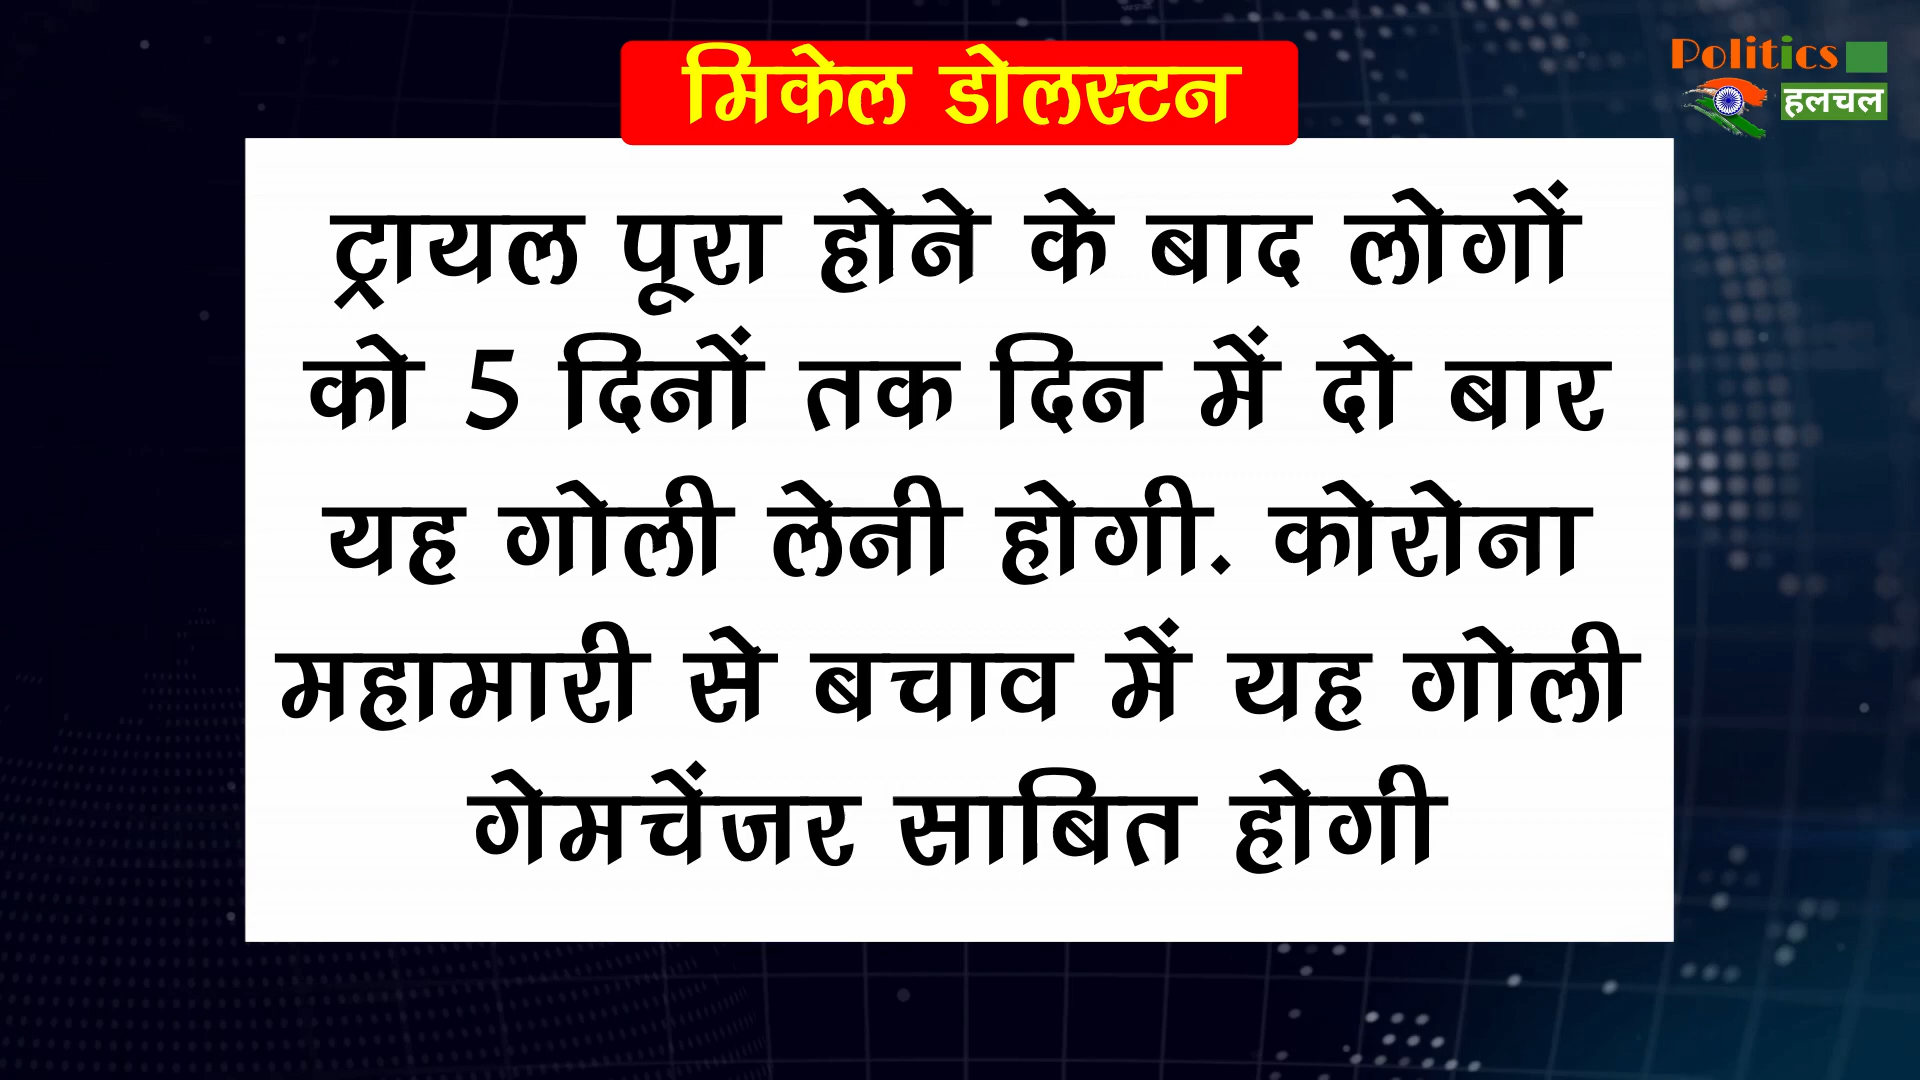 मिकेल डोलस्टन
Politics
हलचल
ट्रायल पूरा होने के बाद लोगों
को 5 दिनों तक दिन में दो बार
यह गोली लेनी होगी. कोरोना
महामारी से बचाव में यह गोली
गेमचेंजर साबित होगी